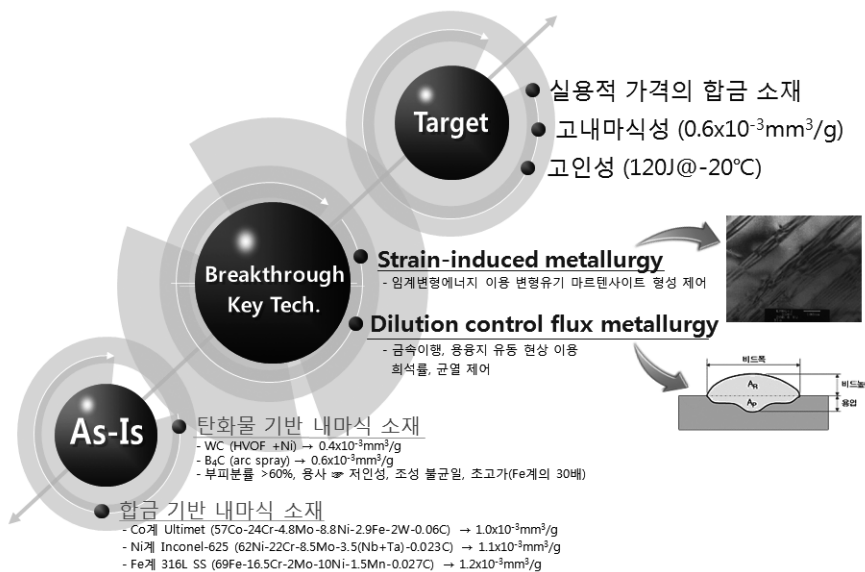 Target
실용적 가격의 합금 소재
고내마식성 (0.6x10⁻³mm³/g)
고인성 (120J@-20℃)
Breakthrough
Key Tech.
Strain-induced metallurgy
- 임계변형에너지 이용 변형유기 마르텐사이트 형성 제어
Dilution control flux metallurgy
- 금속이행, 용융지 유동 현상 이용
희석률, 균열 제어
비드폭
A_R
비드높
A_P
용입
As-Is
탄화물 기반 내마식 소재
- WC (HVOF +Ni) → 0.4x10⁻³mm³/g
- B₄C (arc spray) → 0.6x10⁻³mm³/g
- 부피분률 >60%, 용사 ☞ 저인성, 조성 불균일, 초고가(Fe계의 30배)
합금 기반 내마식 소재
- Co계 Ultimet (57Co-24Cr-4.8Mo-8.8Ni-2.9Fe-2W-0.06C) → 1.0x10⁻³mm³/g
- Ni계 Inconel-625 (62Ni-22Cr-8.5Mo-3.5(Nb+Ta)-0.023C) → 1.1x10⁻³mm³/g
- Fe계 316L SS (69Fe-16.5Cr-2Mo-10Ni-1.5Mn-0.027C) → 1.2x10⁻³mm³/g